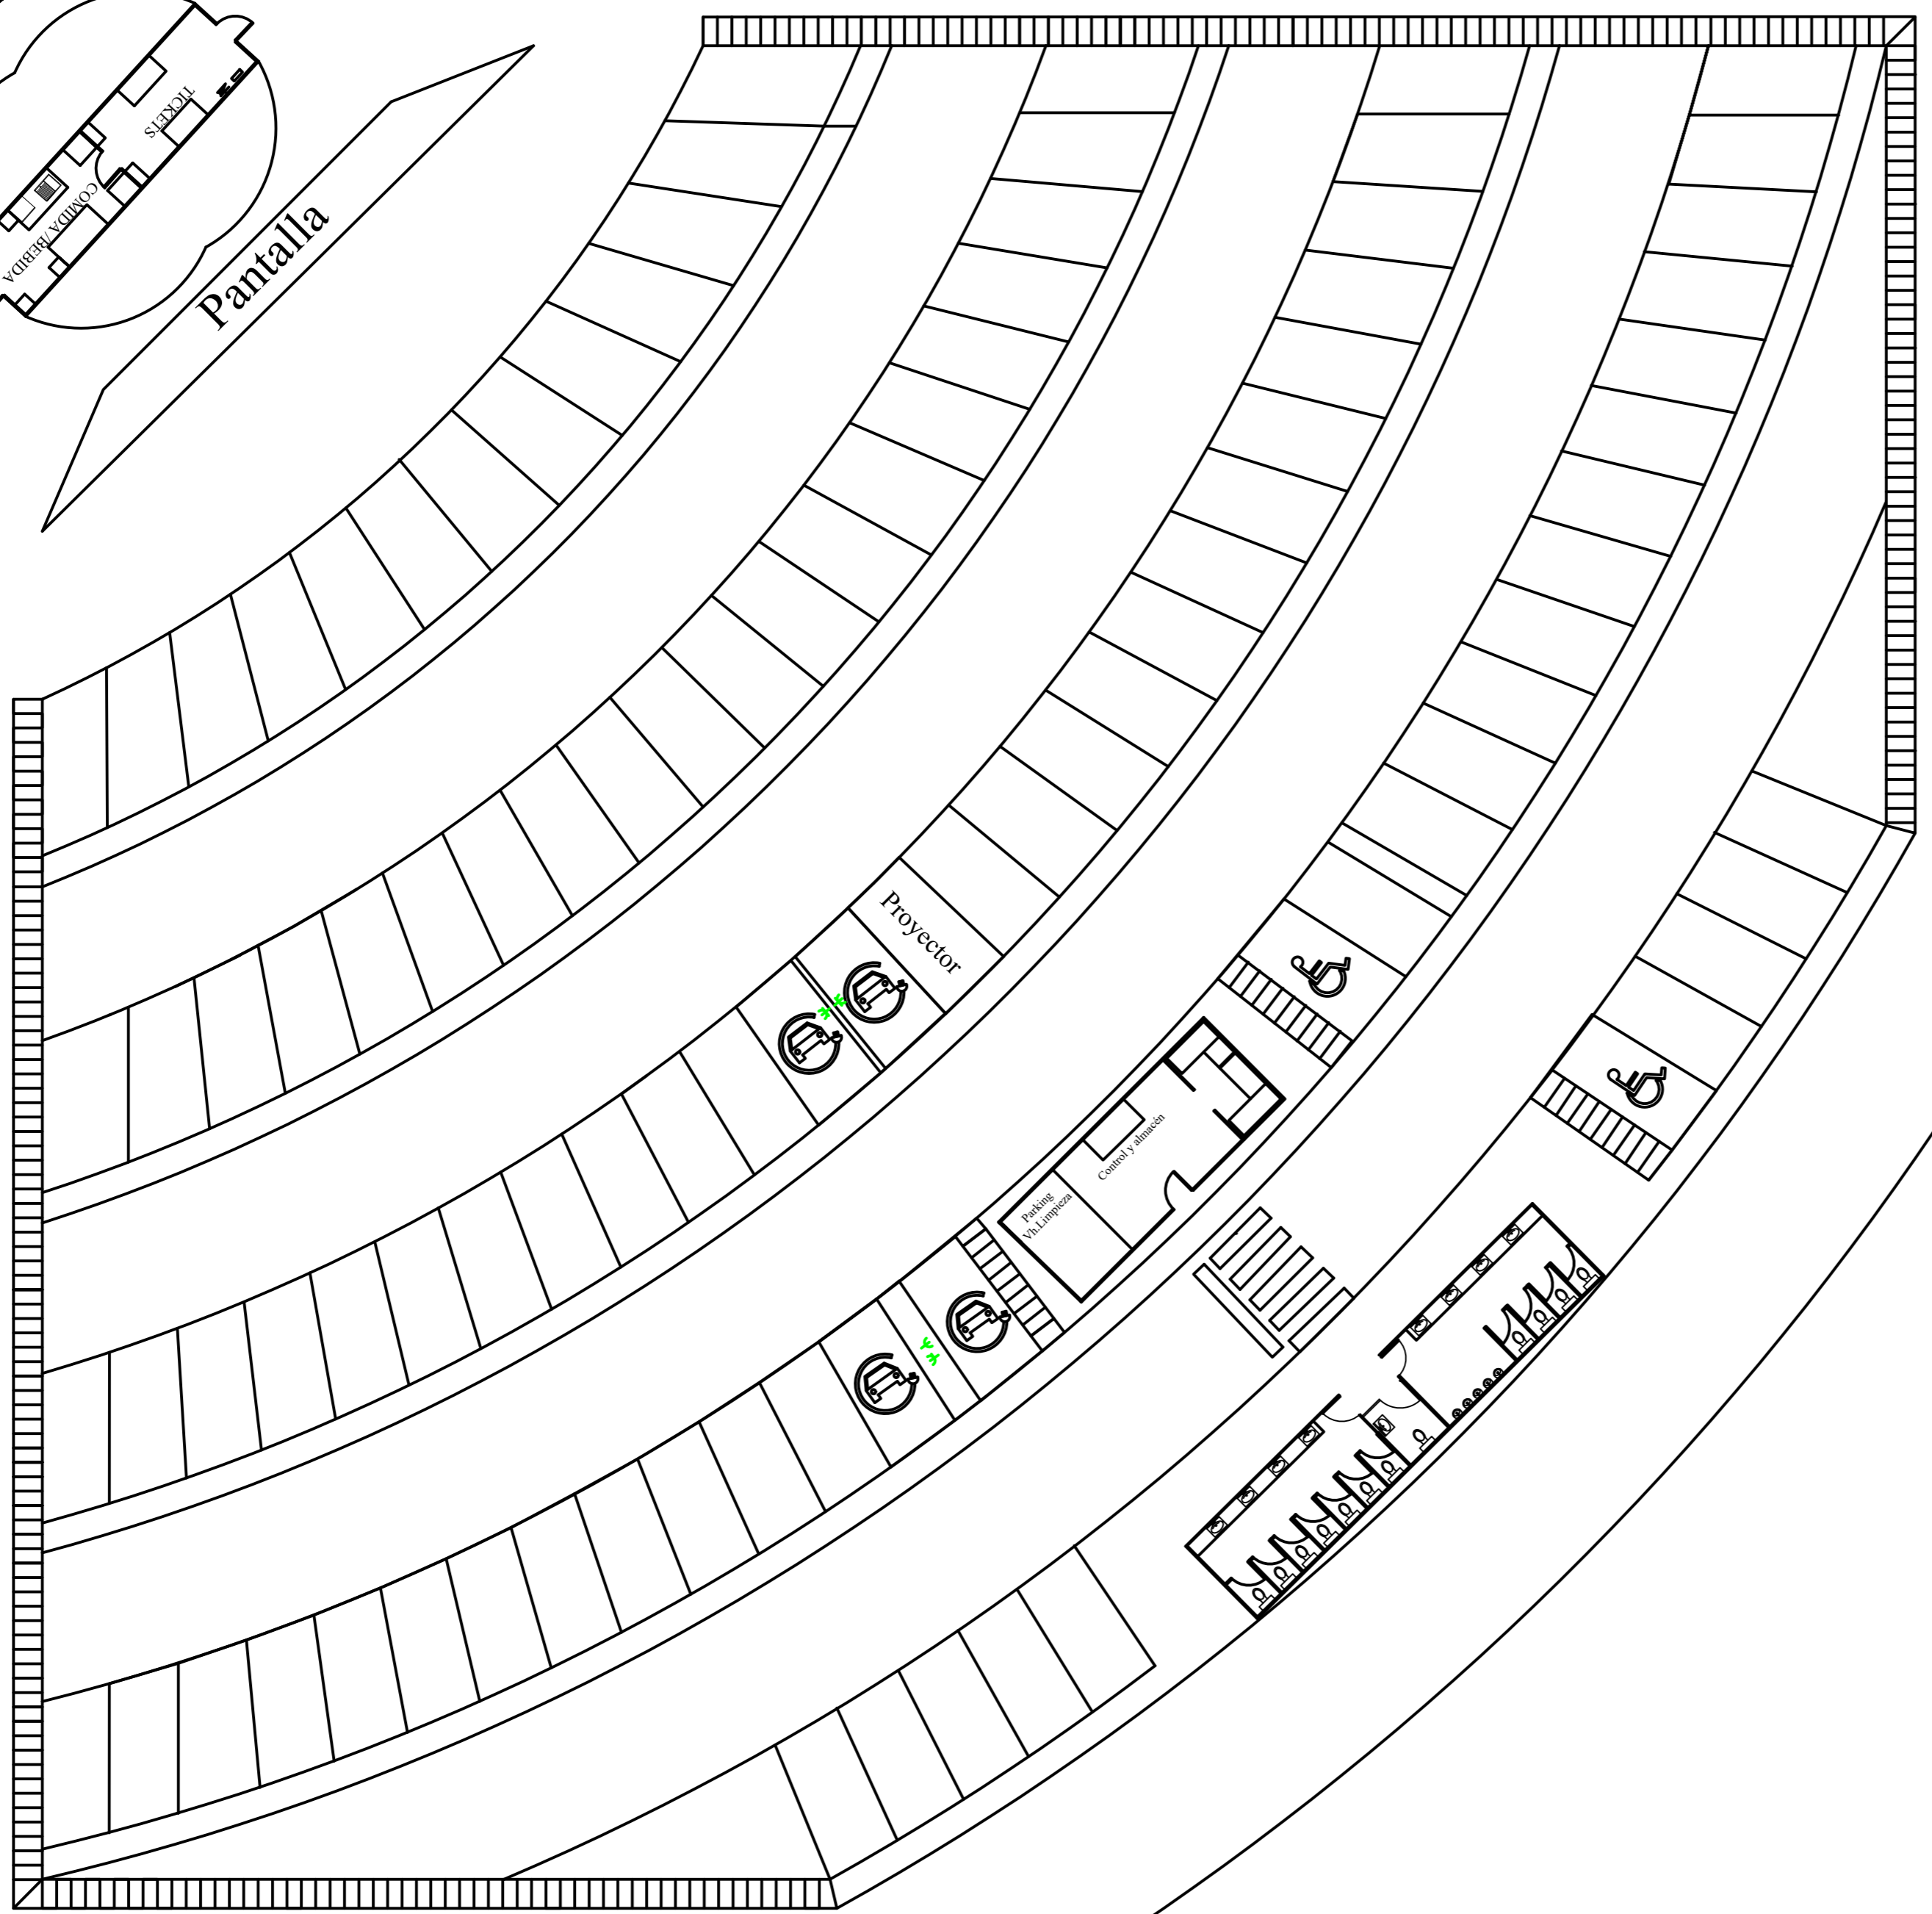 TICKETS
COMIDA/BEBIDA
Pantalla
Proyector
Control y almacén
Parking
Vh.Limpieza